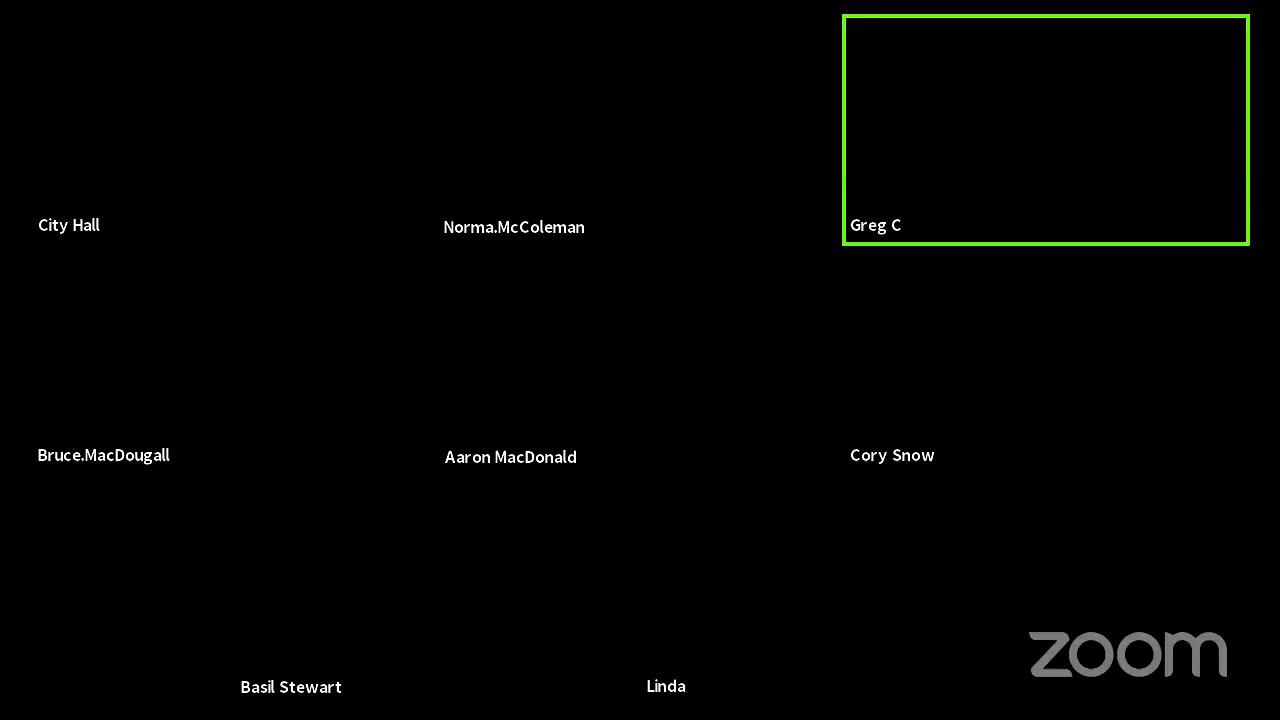 City Hall
Norma.McColeman
Greg C
Bruce.MacDougall
Aaron MacDonald
Cory Snow
Basil Stewart
Linda
zoom